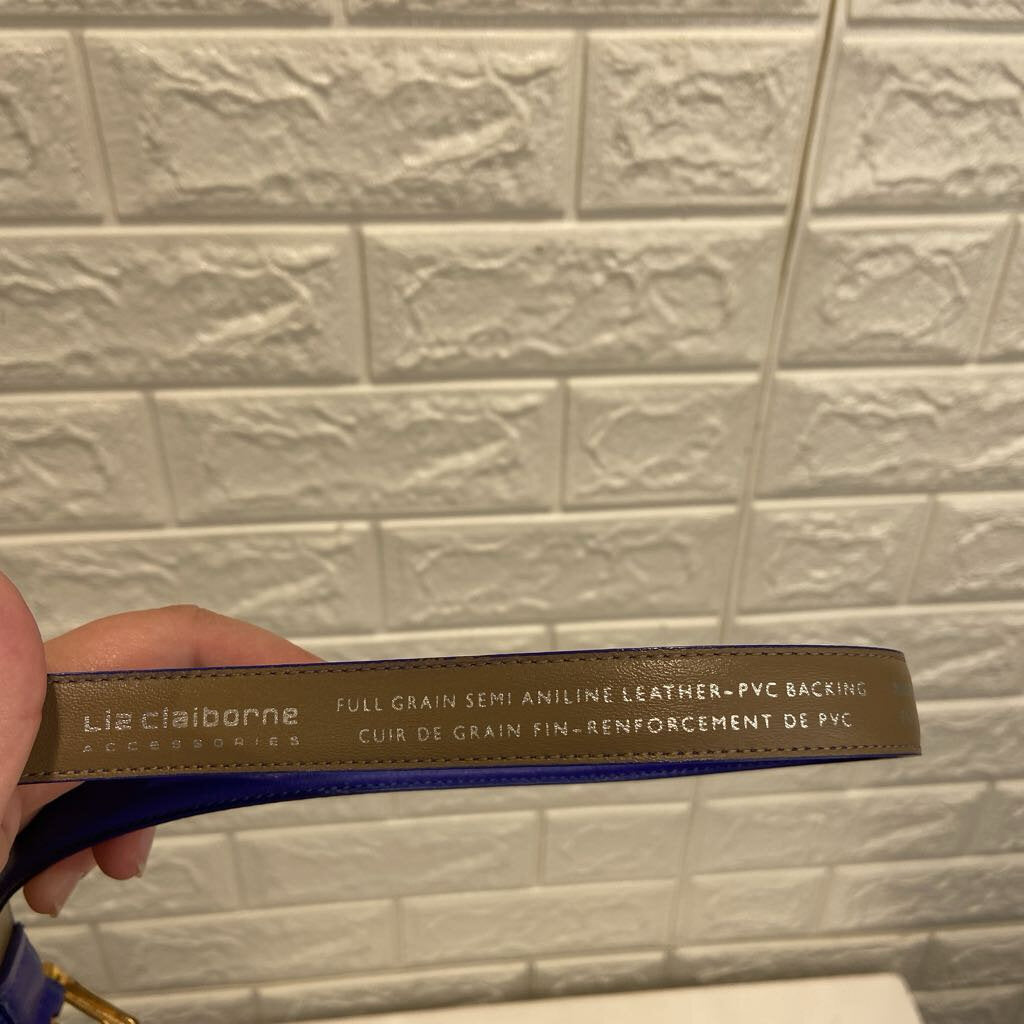 Liz claiborne
ACCESSORIES
FULL GRAIN SEMI ANILINE LEATHER-PVC BACKING
CUIR DE GRAIN FIN-RENFORCEMENT DE PVC